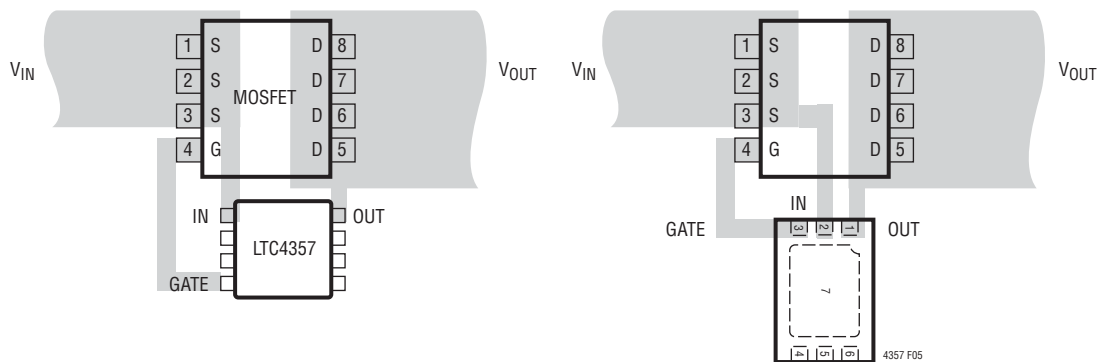 1 S D 8
VIN 2 S D 7 VOUT
MOSFET
3 S D 6
4 G D 5
IN OUT
LTC4357
GATE
1 S D 8
VIN 2 S D 7 VOUT
3 S D 6
4 G D 5
IN
GATE 3 2 1 OUT
7
4 5 6
4357 F05